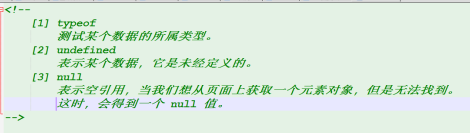 <!--
[1] typeof
测试某个数据的所属类型。
[2] undefined
表示某个数据，它是未经定义的。
[3] null
表示空引用，当我们想从页面上获取一个元素对象，但是无法找到。
这时，会得到一个 null 值。
-->